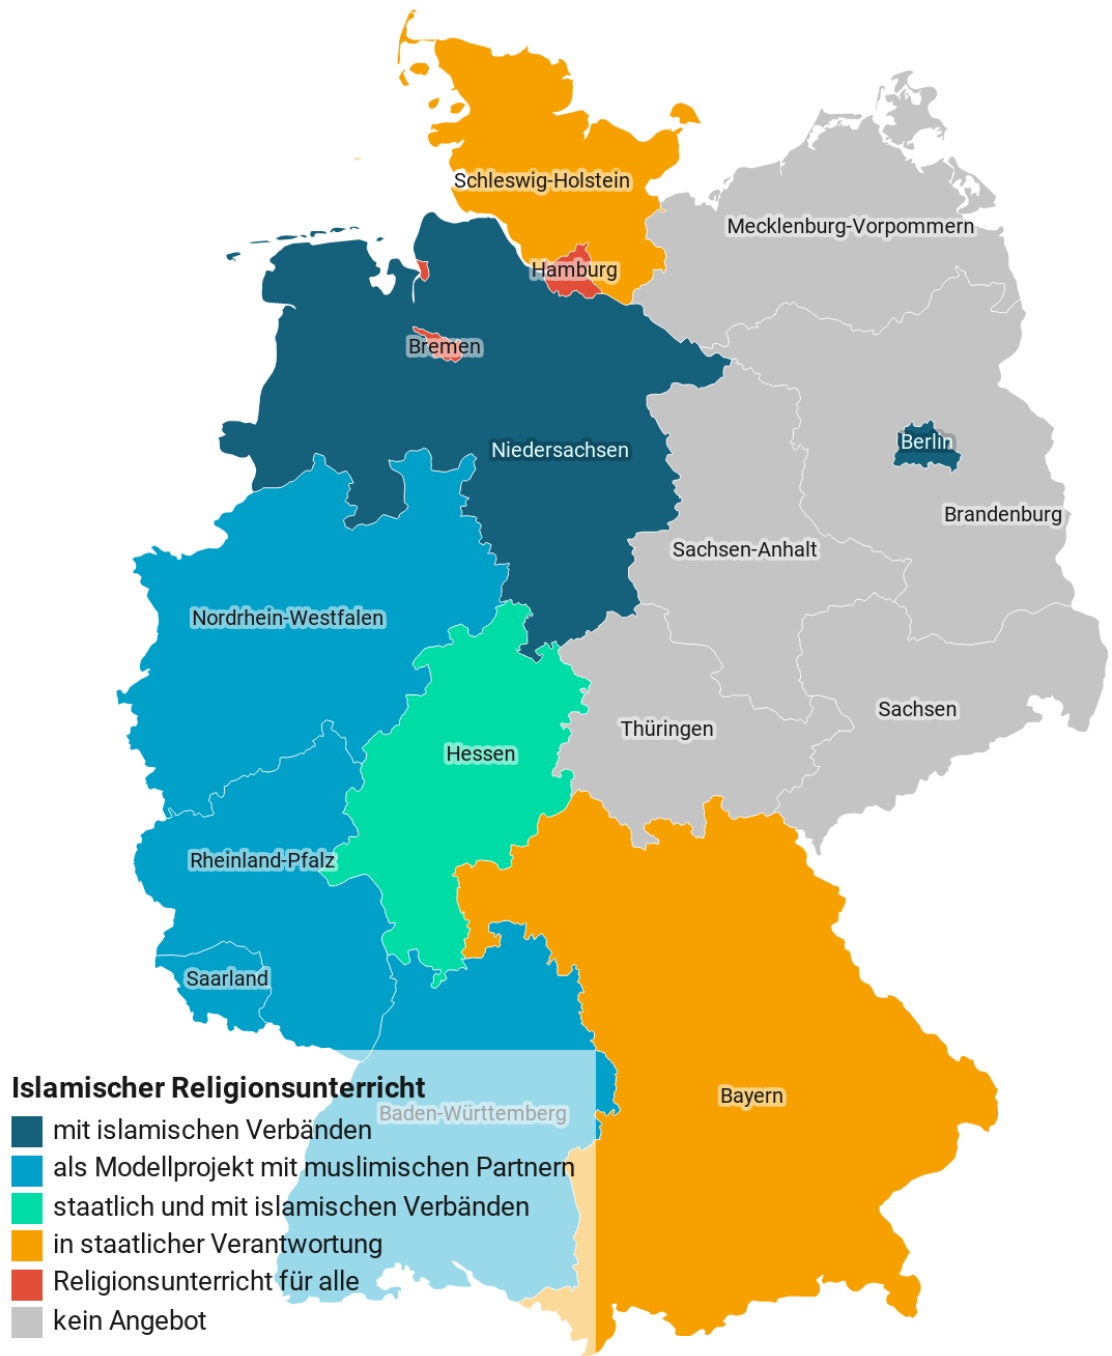 Schleswig-Holstein
Mecklenburg-Vorpommern
Hamburg
Bremen
Berlin
Niedersachsen
Brandenburg
Sachsen-Anhalt
Nordrhein-Westfalen
Sachsen
Thüringen
Hessen
Rheinland-Pfalz
Saarland
Bayern
Baden-Württemberg
Islamischer Religionsunterricht
mit islamischen Verbänden
als Modellprojekt mit muslimischen Partnern
staatlich und mit islamischen Verbänden
in staatlicher Verantwortung
Religionsunterricht für alle
kein Angebot